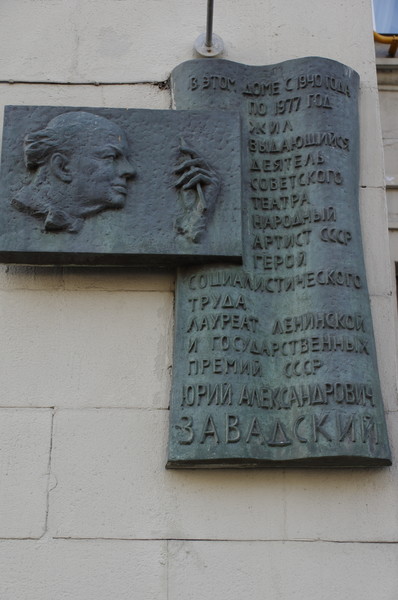 В ЭТОМ ДОМЕ С 1940 ГОДА
ПО 1977 ГОД
ЖИЛ
ВЫДАЮЩИЙСЯ
ДЕЯТЕЛЬ
СОВЕТСКОГО
ТЕАТРА
НАРОДНЫЙ
АРТИСТ СССР
ГЕРОЙ
СОЦИАЛИСТИЧЕСКОГО
ТРУДА
ЛАУРЕАТ ЛЕНИНСКОЙ
И ГОСУДАРСТВЕННЫХ
ПРЕМИЙ СССР
ЮРИЙ АЛЕКСАНДРОВИЧ
ЗАВАДСКИЙ